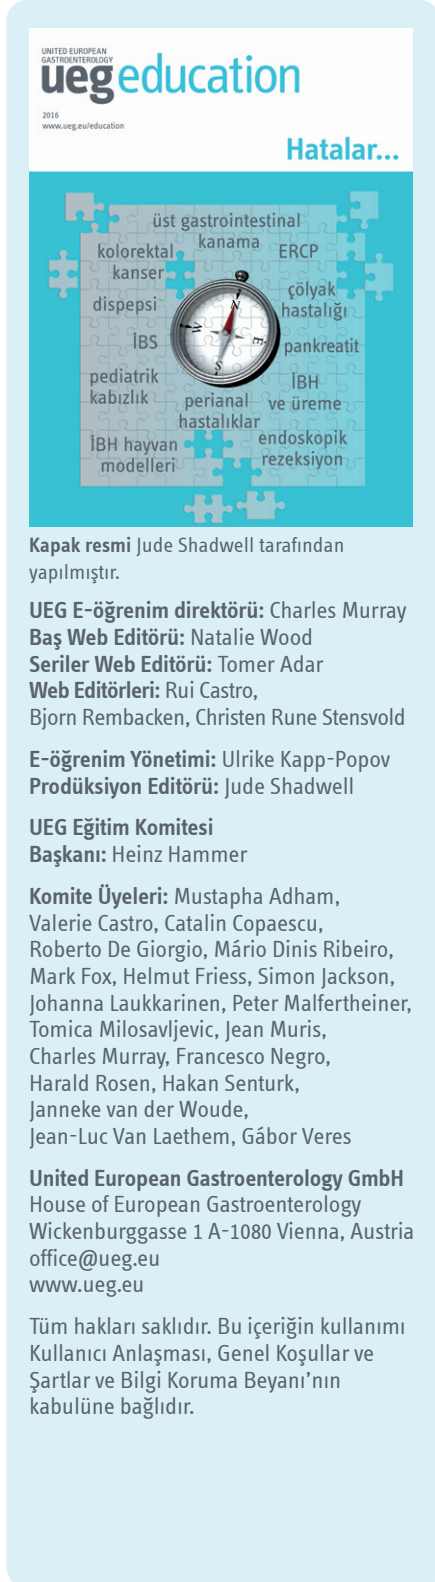 UNITED EUROPEAN
GASTROENTEROLOGY
ueg education
2016
www.ueg.eu/education
Hatalar...
üst gastrointestinal
kanama
kolorektal
kanser
ERCP
dispepsi
çölyak
hastalığı
N
W
E
S
İBS
pankreatit
pediatrik
kabızlık
İBH
ve üreme
perianal
hastalıklar
İBH hayvan
modelleri
endoskopik
rezeksiyon
Kapak resmi Jude Shadwell tarafından
yapılmıştır.
UEG E-öğrenim direktörü: Charles Murray
Baş Web Editörü: Natalie Wood
Seriler Web Editörü: Tomer Adar
Web Editörleri: Rui Castro,
Bjorn Rembacken, Christen Rune Stensvold
E-öğrenim Yönetimi: Ulrike Kapp-Popov
Prodüksiyon Editörü: Jude Shadwell
UEG Eğitim Komitesi
Başkanı: Heinz Hammer
Komite Üyeleri: Mustapha Adham,
Valerie Castro, Catalin Copaescu,
Roberto De Giorgio, Mário Dinis Ribeiro,
Mark Fox, Helmut Friess, Simon Jackson,
Johanna Laukkarinen, Peter Malfertheiner,
Tomica Milosavljevic, Jean Muris,
Charles Murray, Francesco Negro,
Harald Rosen, Hakan Senturk,
Janneke van der Woude,
Jean-Luc Van Laethem, Gábor Veres
United European Gastroenterology GmbH
House of European Gastroenterology
Wickenburggasse 1 A-1080 Vienna, Austria
office@ueg.eu
www.ueg.eu
Tüm hakları saklıdır. Bu içeriğin kullanımı
Kullanıcı Anlaşması, Genel Koşullar ve
Şartlar ve Bilgi Koruma Beyanı’nın
kabulüne bağlıdır.